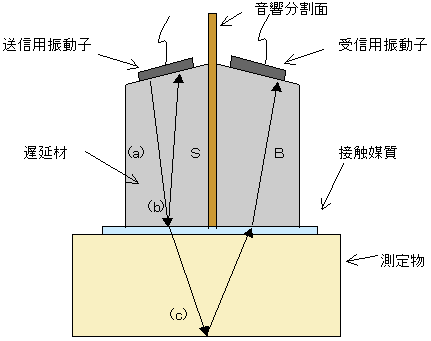 音響分割面
送信用振動子
受信用振動子
遅延材
(a)
S
B
接触媒質
(b)
測定物
(c)